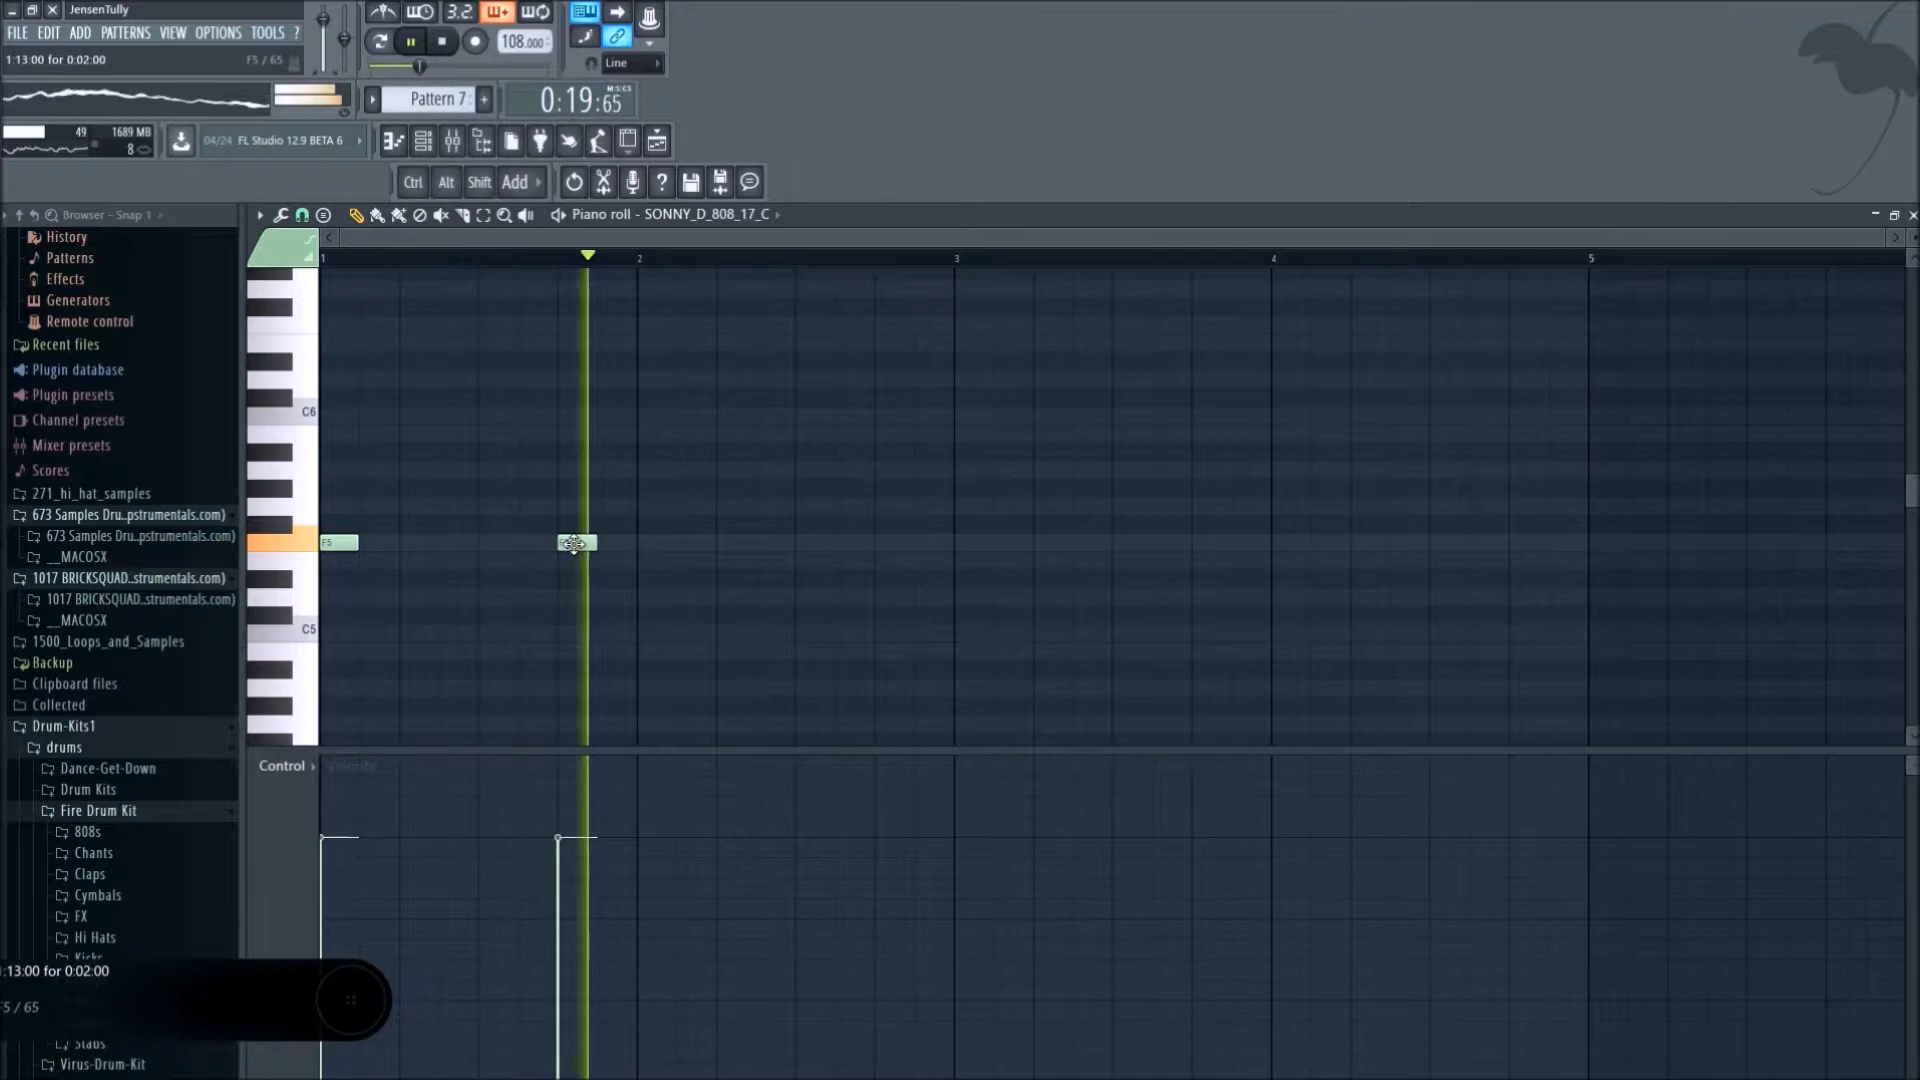 JensenTully
FILE EDIT ADD PATTERNS VIEW OPTIONS TOOLS ?
1:13:00 for 0:02:00
F5 / 65
3.2.
108.000
Line
Pattern 7
0:19:65
M:S:CS
49
1689 MB
8
04/24 FL Studio 12.9 BETA 6
Ctrl Alt Shift Add
Browser - Snap 1
Piano roll - SONNY_D_808_17_C
1 2 3 4 5
History
Patterns
Effects
Generators
Remote control
Recent files
Plugin database
Plugin presets
Channel presets
Mixer presets
Scores
271_hi_hat_samples
673 Samples Dru..pstrumentals.com)
673 Samples Dru..pstrumentals.com)
__MACOSX
1017 BRICKSQUAD..strumentals.com)
1017 BRICKSQUAD..strumentals.com)
__MACOSX
1500_Loops_and_Samples
Backup
Clipboard files
Collected
Drum-Kits1
drums
Dance-Get-Down
Drum Kits
Fire Drum Kit
808s
Chants
Claps
Cymbals
FX
Hi Hats
Kicks
:13:00 for 0:02:00
F5 / 65
Stabs
Virus-Drum-Kit
C6
F5
C5
Control
Velocity